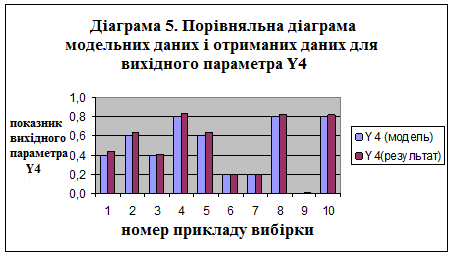 Діаграма 5. Порівняльна діаграма
модельних даних і отриманих даних для
вихідного параметра Y4
показник
вихідного
параметра
Y4
1,0
0,8
0,6
0,4
0,2
0,0
1 2 3 4 5 6 7 8 9 10
номер прикладу вибірки
Y 4 (модель)
Y 4(результат)